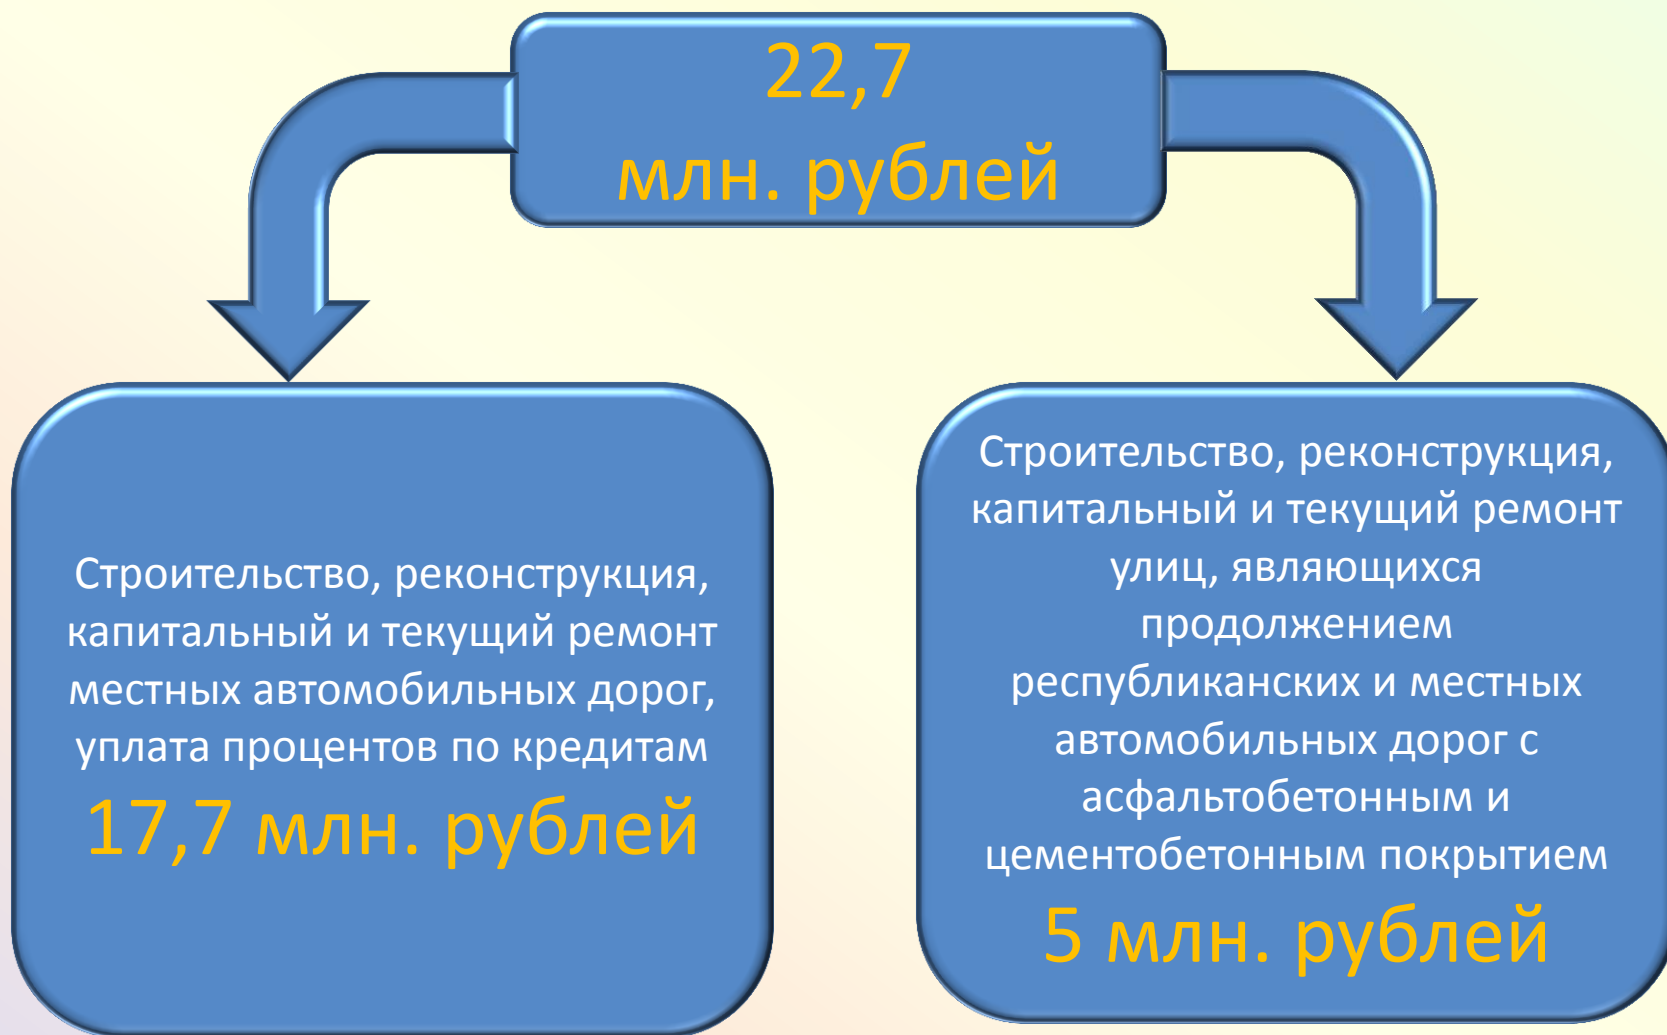 22,7
млн. рублей
Строительство, реконструкция,
капитальный и текущий ремонт
местных автомобильных дорог,
уплата процентов по кредитам
17,7 млн. рублей
Строительство, реконструкция,
капитальный и текущий ремонт
улиц, являющихся
продолжением
республиканских и местных
автомобильных дорог с
асфальтобетонным и
цементобетонным покрытием
5 млн. рублей